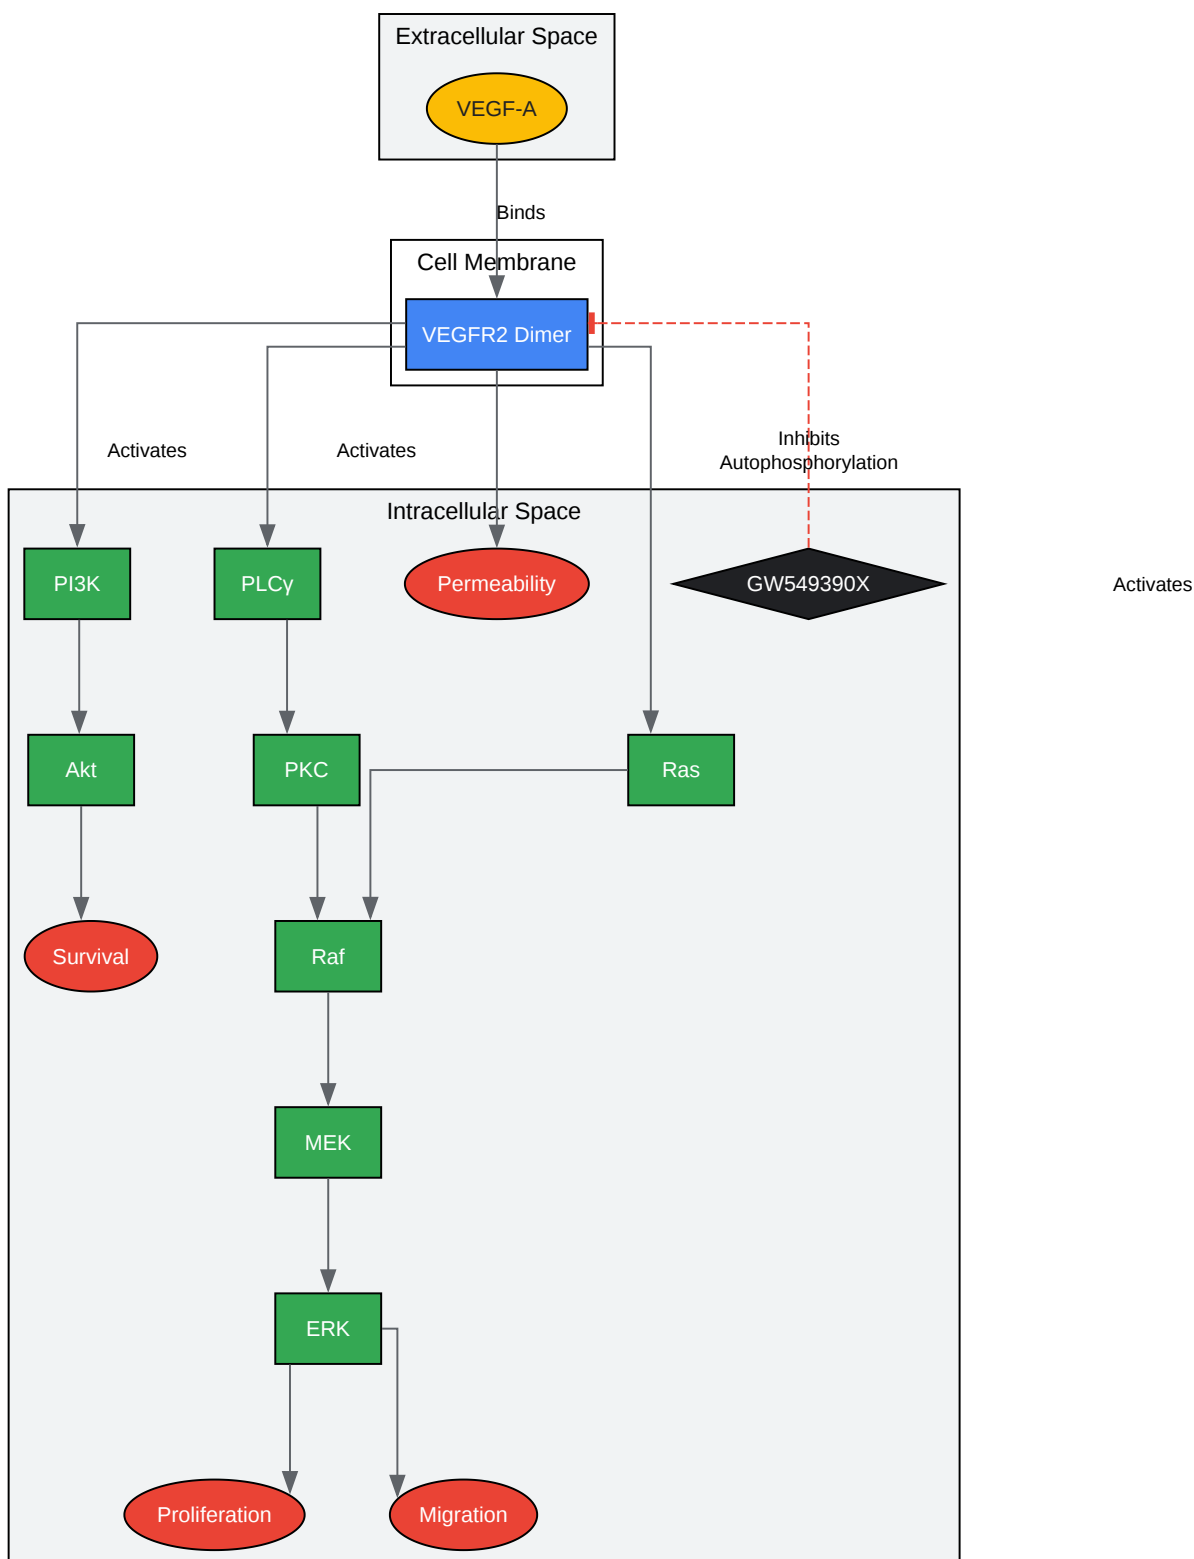 Extracellular Space
VEGF-A
Binds
Cell Membrane
VEGFR2 Dimer
Activates
Activates
Inhibits
Autophosphorylation
Intracellular Space
PI3K
PLCγ
Permeability
GW549390X
Activates
Akt
PKC
Ras
Survival
Raf
MEK
ERK
Proliferation
Migration